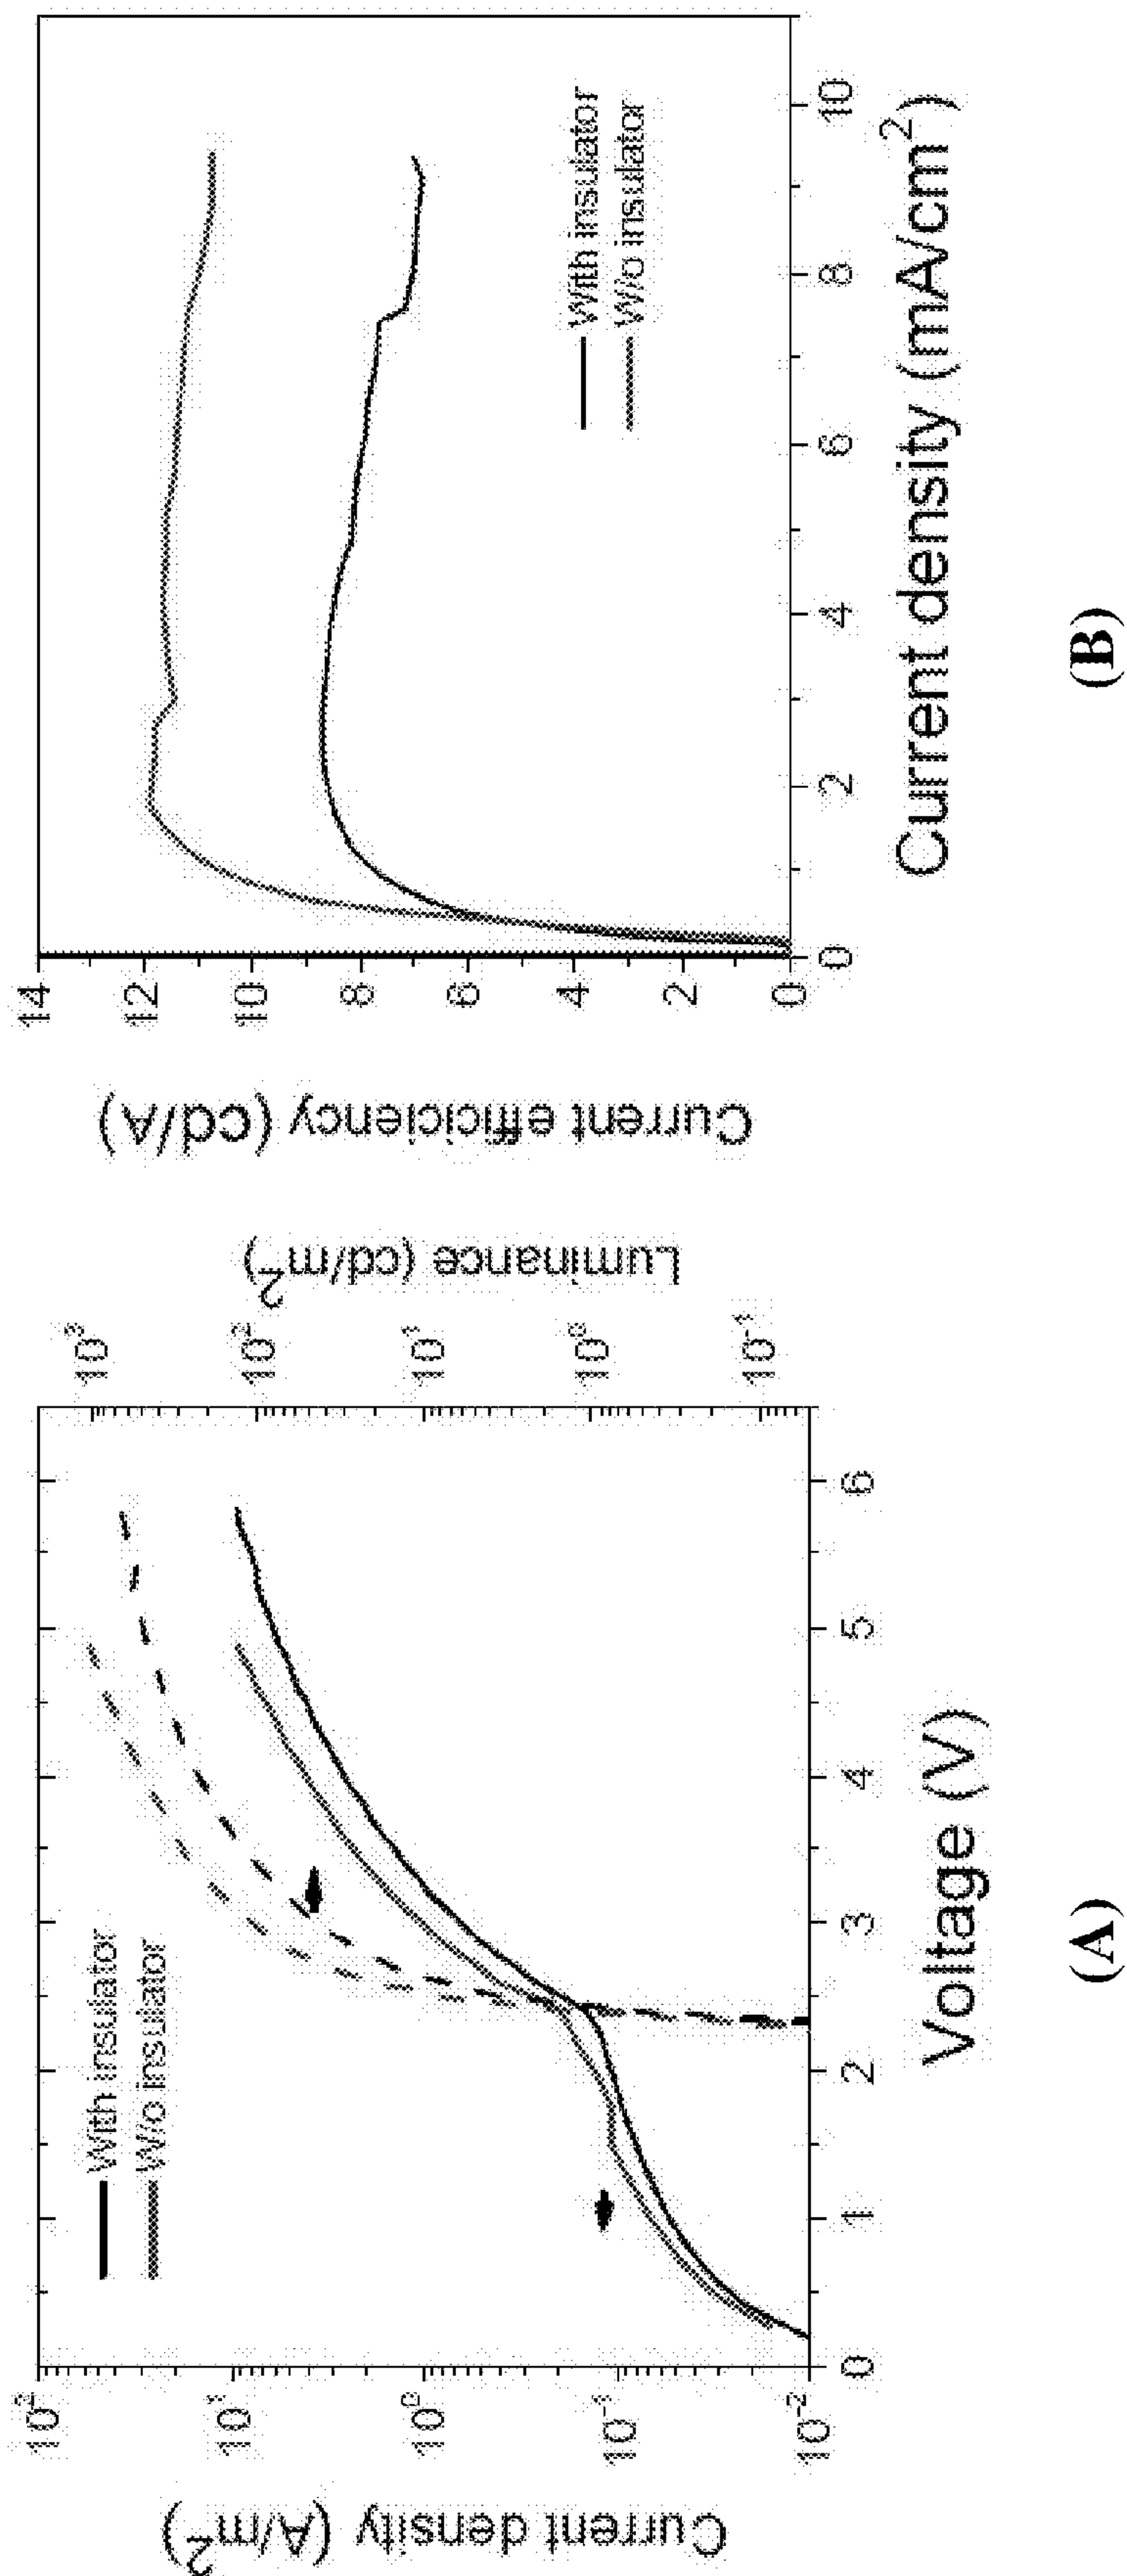 Current density (A/m²)
10²
10¹
10⁰
10⁻¹
10⁻²
With insulator
W/o insulator
0
1
2
3
4
5
6
Voltage (V)
10³
10²
10¹
10⁰
10⁻¹
Luminance (cd/m²)
(A)
Current efficiciency (cd/A)
14
12
10
8
6
4
2
0
With insulator
W/o insulator
0
2
4
6
8
10
Current density (mA/cm²)
(B)